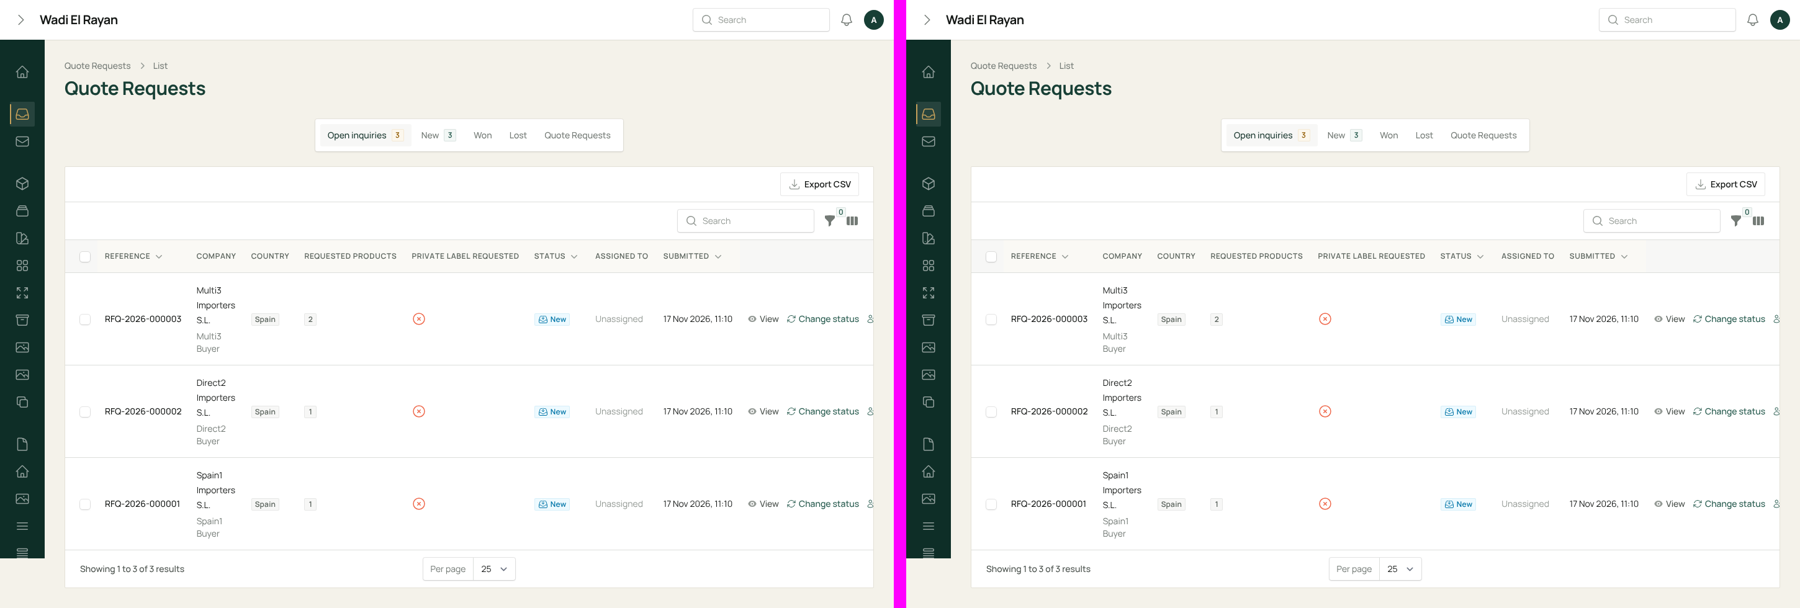 Wadi El Rayan
Search
A
Quote Requests > List
Quote Requests
Open inquiries 3 New 3 Won Lost Quote Requests
Export CSV
Search
0
REFERENCE COMPANY COUNTRY REQUESTED PRODUCTS PRIVATE LABEL REQUESTED STATUS ASSIGNED TO SUBMITTED
Multi3
Importers
S.L.
RFQ-2026-000003 Spain 2 New Unassigned 17 Nov 2026, 11:10 View Change status
Multi3
Buyer
Direct2
Importers
S.L.
RFQ-2026-000002 Spain 1 New Unassigned 17 Nov 2026, 11:10 View Change status
Direct2
Buyer
Spain1
Importers
S.L.
RFQ-2026-000001 Spain 1 New Unassigned 17 Nov 2026, 11:10 View Change status
Spain1
Buyer
Showing 1 to 3 of 3 results Per page 25
Wadi El Rayan
Search
A
Quote Requests > List
Quote Requests
Open inquiries 3 New 3 Won Lost Quote Requests
Export CSV
Search
0
REFERENCE COMPANY COUNTRY REQUESTED PRODUCTS PRIVATE LABEL REQUESTED STATUS ASSIGNED TO SUBMITTED
Multi3
Importers
S.L.
RFQ-2026-000003 Spain 2 New Unassigned 17 Nov 2026, 11:10 View Change status
Multi3
Buyer
Direct2
Importers
S.L.
RFQ-2026-000002 Spain 1 New Unassigned 17 Nov 2026, 11:10 View Change status
Direct2
Buyer
Spain1
Importers
S.L.
RFQ-2026-000001 Spain 1 New Unassigned 17 Nov 2026, 11:10 View Change status
Spain1
Buyer
Showing 1 to 3 of 3 results Per page 25